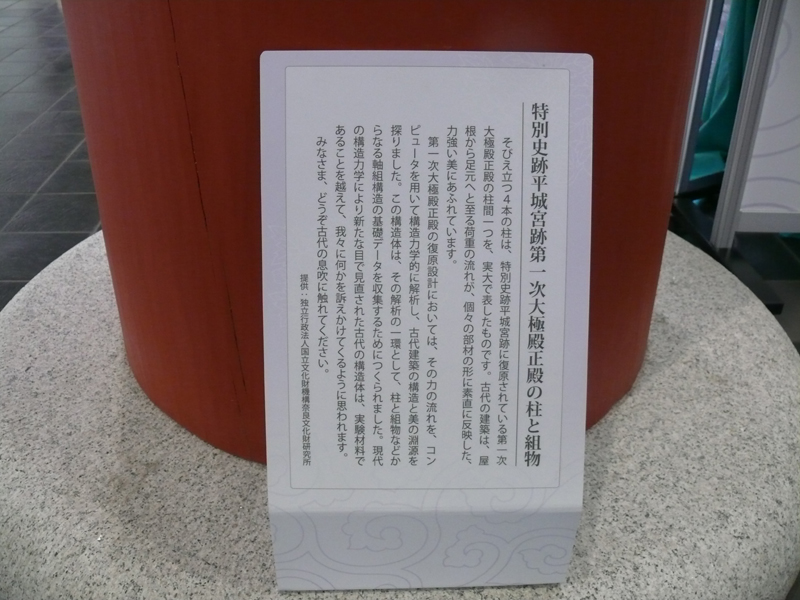 特別史跡平城宮跡第一次大極殿正殿の柱と組物
そびえ立つ4本の柱は、特別史跡平城宮跡に復原されている第一次
大極殿正殿の柱間一つを、実大で表したものです。古代の建築は、屋
根から足元へと至る荷重の流れが、個々の部材の形に素直に反映した、
力強い美にあふれています。
第一次大極殿正殿の復原設計においては、その力の流れを、コン
ピュータを用いて構造力学的に解析し、古代建築の構造と美の淵源を
探りました。この構造体は、その解析の一環として、柱と組物などか
らなる軸組構造の基礎データを収集するためにつくられました。現代
の構造力学により新たな目で見直された古代の構造体は、実験材料で
あることを越えて、我々に何かを訴えかけてくるように思われます。
みなさま、どうぞ古代の息吹に触れてください。
提供：独立行政法人国立文化財機構奈良文化財研究所